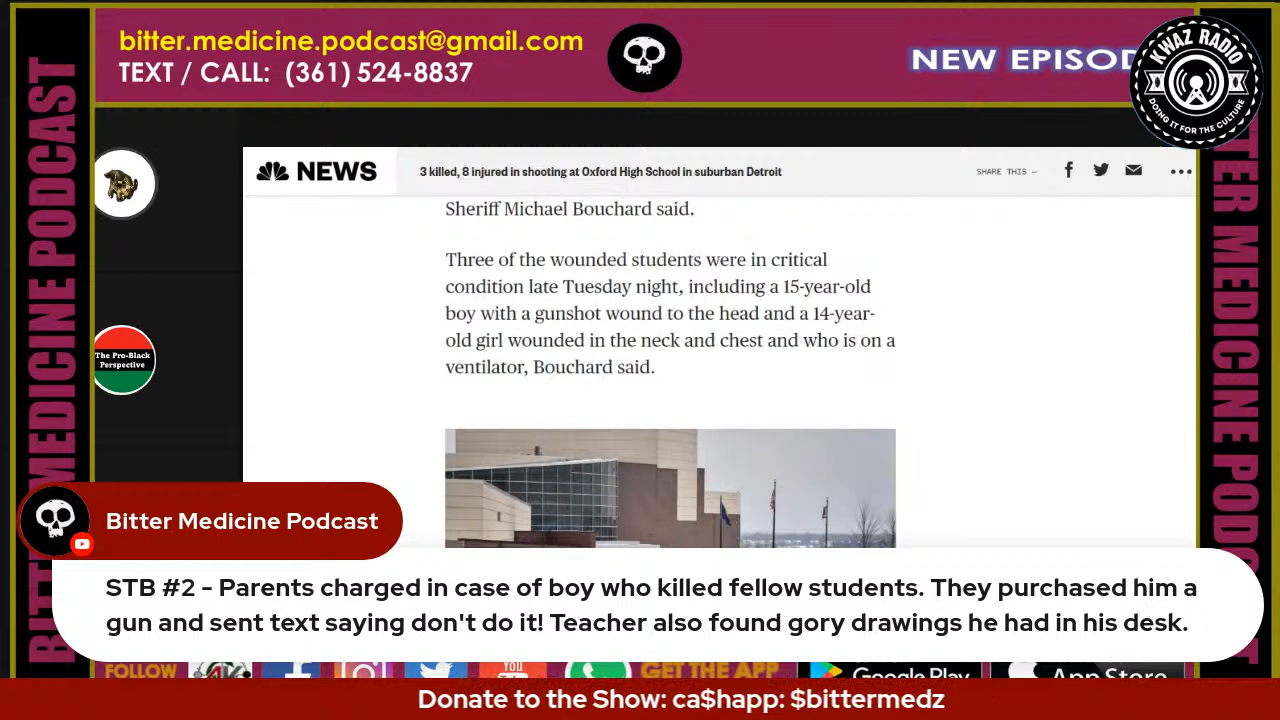 bitter.medicine.podcast@gmail.com
TEXT / CALL: (361) 524-8837
NEW EPISOD
KWAZ RADIO
DOING IT FOR THE CULTURE
BITTER MEDICINE PODCAST
NEWS
3 killed, 8 injured in shooting at Oxford High School in suburban Detroit
SHARE THIS —
Sheriff Michael Bouchard said.
Three of the wounded students were in critical
condition late Tuesday night, including a 15-year-old
boy with a gunshot wound to the head and a 14-year-
old girl wounded in the neck and chest and who is on a
ventilator, Bouchard said.
The Pro-Black
Perspective
TER MEDICINE PODCAST
Bitter Medicine Podcast
STB #2 - Parents charged in case of boy who killed fellow students. They purchased him a
gun and sent text saying don't do it! Teacher also found gory drawings he had in his desk.
FOLLOW
You
GET THE APP
Google Play
App Store
Donate to the Show: ca$happ: $bittermedz